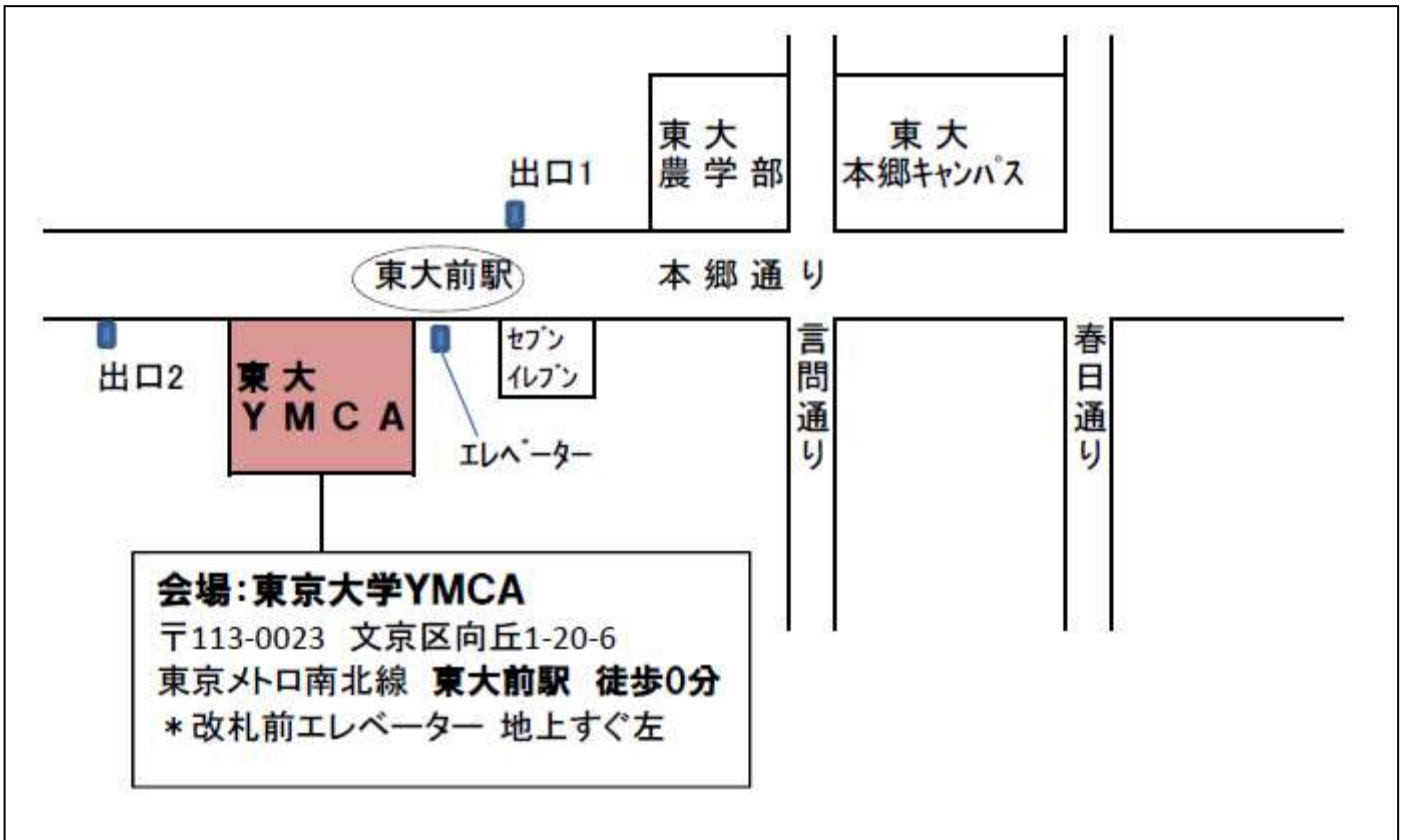 東大
農学部
東大
本郷キャンパス
出口1
東大前駅
本郷通り
出口2
東大
YMCA
セブン
イレブン
エレベーター
言問通り
春日通り
会場:東京大学YMCA
〒113-0023 文京区向丘1-20-6
東京メトロ南北線 東大前駅 徒歩0分
*改札前エレベーター 地上すぐ左